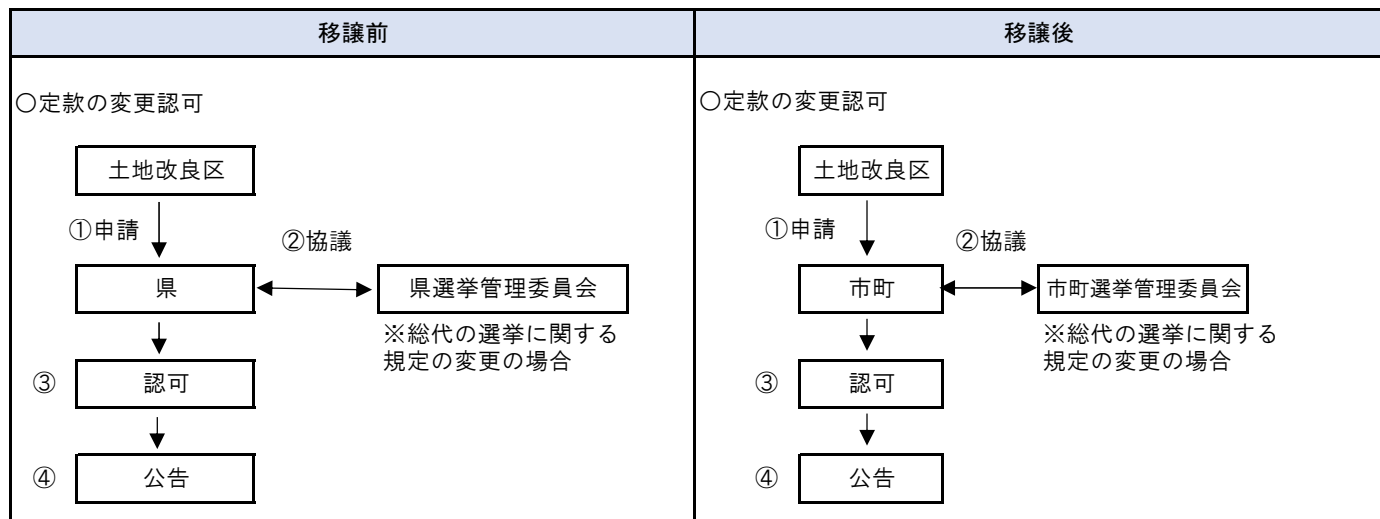 移譲前
〇定款の変更認可
土地改良区
①申請
②協議
県
県選挙管理委員会
※総代の選挙に関する
規定の変更の場合
③
認可
④
公告
移譲後
〇定款の変更認可
土地改良区
①申請
②協議
市町
市町選挙管理委員会
※総代の選挙に関する
規定の変更の場合
③
認可
④
公告